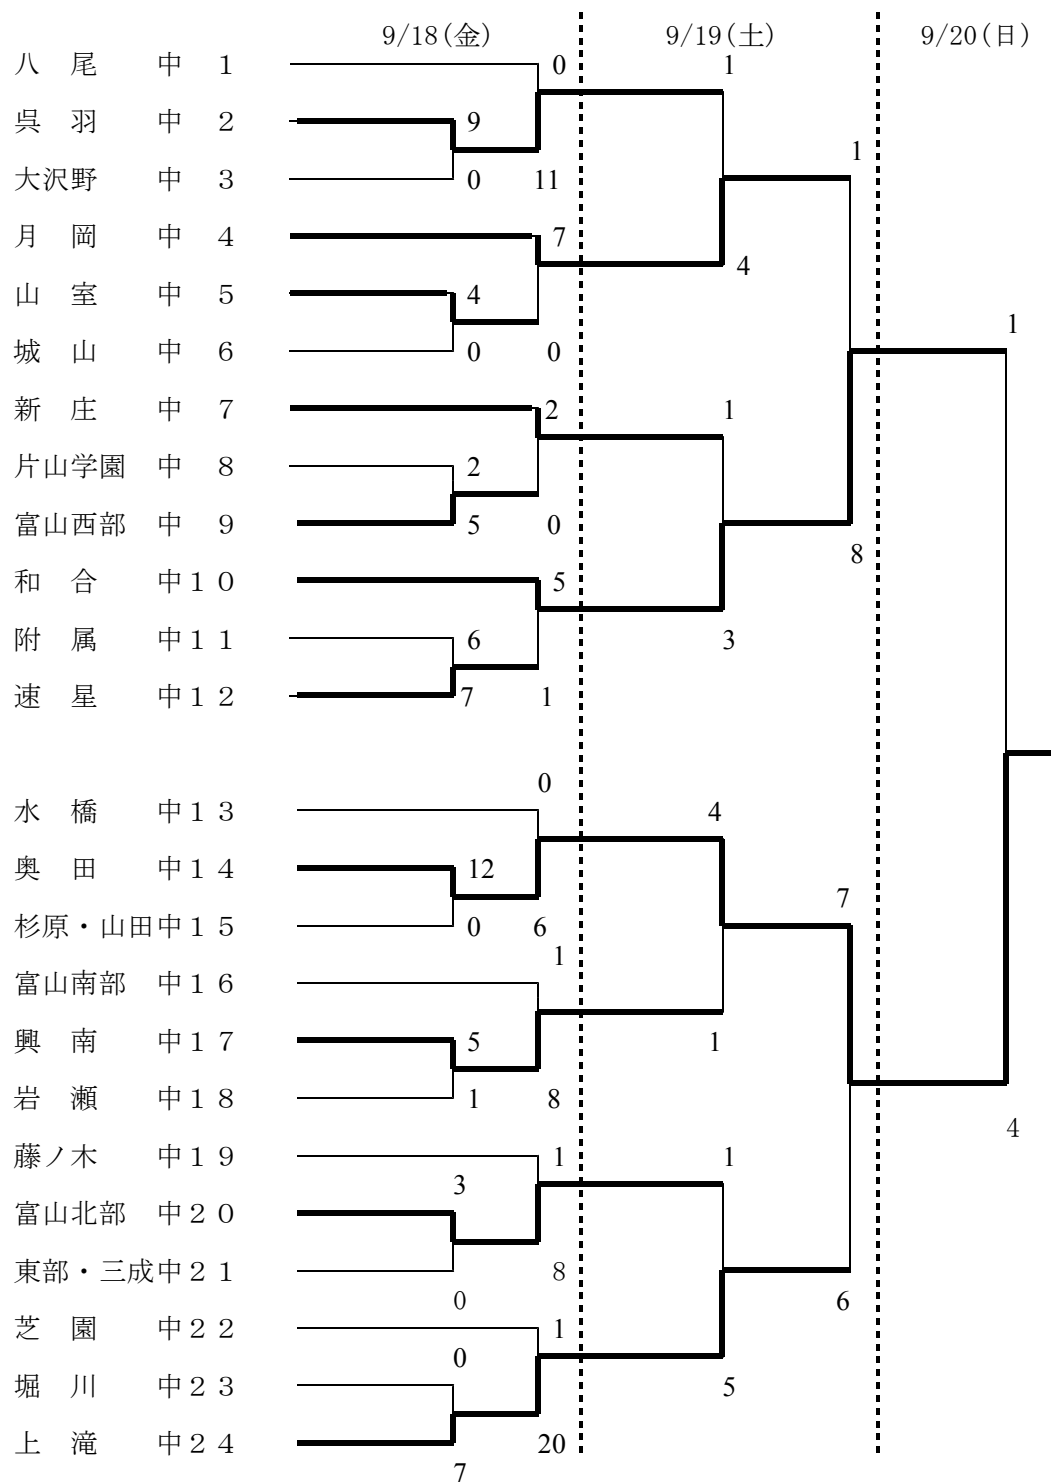 9/18(金) 9/19(土) 9/20(日)
八尾 中 1 0 1
呉羽 中 2 9
1
大沢野 中 3 0 11
月岡 中 4 7
4
山室 中 5 4
1
城山 中 6 0 0
新庄 中 7 2 1
片山学園 中 8 2
富山西部 中 9 5 0
8
和合 中10 5
附属 中11 6 3
速星 中12 7 1
0
水橋 中13 4
奥田 中14 12
7
杉原・山田中15 0 6
1
富山南部 中16
興南 中17 5 1
岩瀬 中18 1 8
4
藤ノ木 中19 1 1
3
富山北部 中20
東部・三成中21 8
0 6
芝園 中22 1
0
堀川 中23 5
上滝 中24 20
7